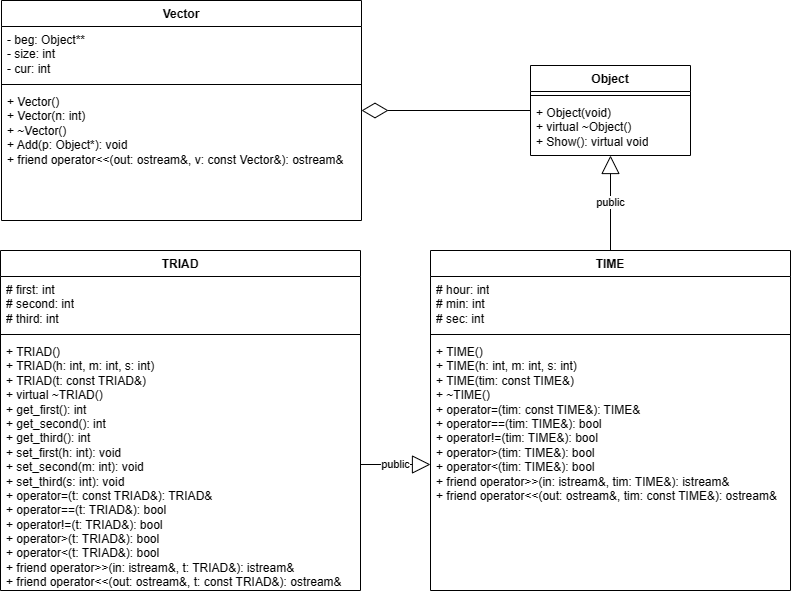 Vector
- beg: Object**
- size: int
- cur: int
+ Vector()
+ Vector(n: int)
+ ~Vector()
+ Add(p: Object*): void
+ friend operator<<(out: ostream&, v: const Vector&): ostream&
Object
+ Object(void)
+ virtual ~Object()
+ Show(): virtual void
public
TRIAD
# first: int
# second: int
# third: int
+ TRIAD()
+ TRIAD(h: int, m: int, s: int)
+ TRIAD(t: const TRIAD&)
+ virtual ~TRIAD()
+ get_first(): int
+ get_second(): int
+ get_third(): int
+ set_first(h: int): void
+ set_second(m: int): void
+ set_third(s: int): void
+ operator=(t: const TRIAD&): TRIAD&
+ operator==(t: TRIAD&): bool
+ operator!=(t: TRIAD&): bool
+ operator>(t: TRIAD&): bool
+ operator<(t: TRIAD&): bool
+ friend operator>>(in: istream&, t: TRIAD&): istream&
+ friend operator<<(out: ostream&, t: const TRIAD&): ostream&
public
TIME
# hour: int
# min: int
# sec: int
+ TIME()
+ TIME(h: int, m: int, s: int)
+ TIME(tim: const TIME&)
+ ~TIME()
+ operator=(tim: const TIME&): TIME&
+ operator==(tim: TIME&): bool
+ operator!=(tim: TIME&): bool
+ operator>(tim: TIME&): bool
+ operator<(tim: TIME&): bool
+ friend operator>>(in: istream&, tim: TIME&): istream&
+ friend operator<<(out: ostream&, tim: const TIME&): ostream&